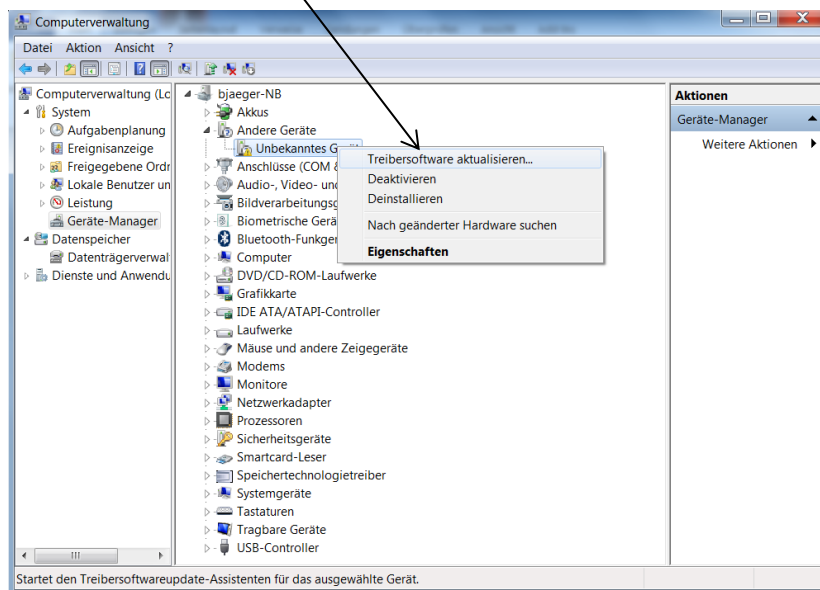 Computerverwaltung
Datei Aktion Ansicht ?
Computerverwaltung (Lo
System
Aufgabenplanung
Ereignisanzeige
Freigegebene Ordr
Lokale Benutzer un
Leistung
Geräte-Manager
Datenspeicher
Datenträgerverwal
Dienste und Anwendu
bjaeger-NB
Akkus
Andere Geräte
Unbekanntes G
Anschlüsse (COM &
Audio-, Video- und
Bildverarbeitungsg
Biometrische Gerä
Bluetooth-Funkger
Computer
DVD/CD-ROM-Laufwerke
Grafikkarte
IDE ATA/ATAPI-Controller
Laufwerke
Mäuse und andere Zeigegeräte
Modems
Monitore
Netzwerkadapter
Prozessoren
Sicherheitsgeräte
Smartcard-Leser
Speichertechnologietreiber
Systemgeräte
Tastaturen
Tragbare Geräte
USB-Controller
Treibersoftware aktualisieren...
Deaktivieren
Deinstallieren
Nach geänderter Hardware suchen
Eigenschaften
Aktionen
Geräte-Manager
Weitere Aktionen
Startet den Treibersoftwareupdate-Assistenten für das ausgewählte Gerät.